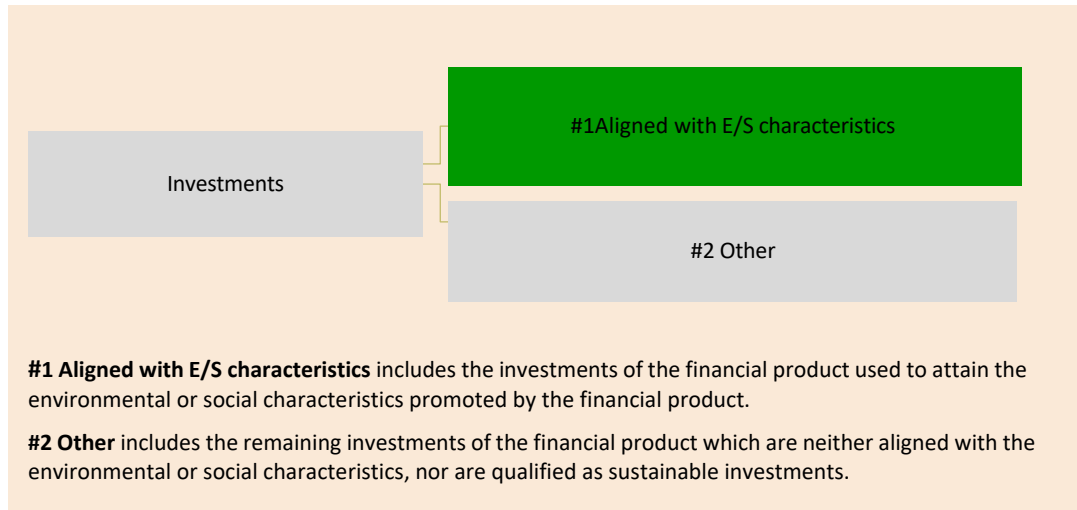 #1Aligned with E/S characteristics
Investments
#2 Other
#1 Aligned with E/S characteristics includes the investments of the financial product used to attain the
environmental or social characteristics promoted by the financial product.
#2 Other includes the remaining investments of the financial product which are neither aligned with the
environmental or social characteristics, nor are qualified as sustainable investments.